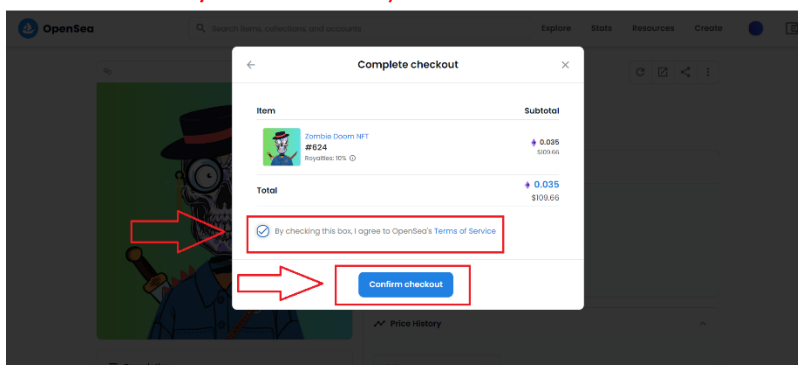 OpenSea
Search items, collections, and accounts
Explore Stats Resources Create
Complete checkout
Item Subtotal
Zombie Doom NFT
#624
Royalties: 10%
0.035
$109.66
Total
0.035
$109.66
By checking this box, I agree to OpenSea's Terms of Service
Confirm checkout
Price History